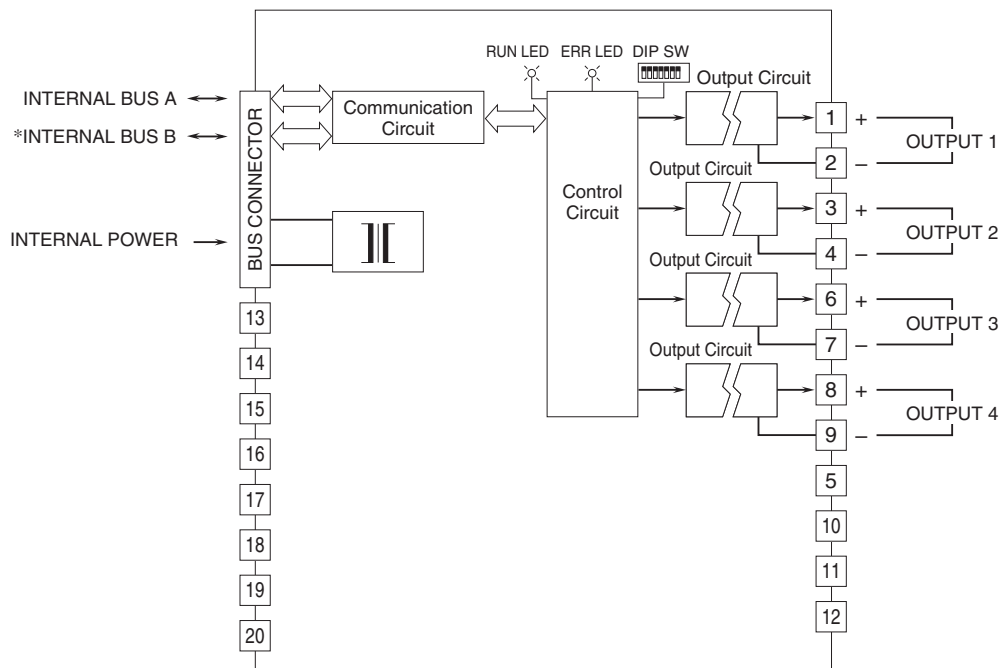 RUN LED ERR LED DIP SW
Output Circuit
INTERNAL BUS A
*INTERNAL BUS B
INTERNAL POWER
BUS CONNECTOR
Communication
Circuit
Control
Circuit
1 +
2 –
OUTPUT 1
Output Circuit
3 +
4 –
OUTPUT 2
Output Circuit
6 +
7 –
OUTPUT 3
Output Circuit
8 +
9 –
OUTPUT 4
5
10
11
12
13
14
15
16
17
18
19
20